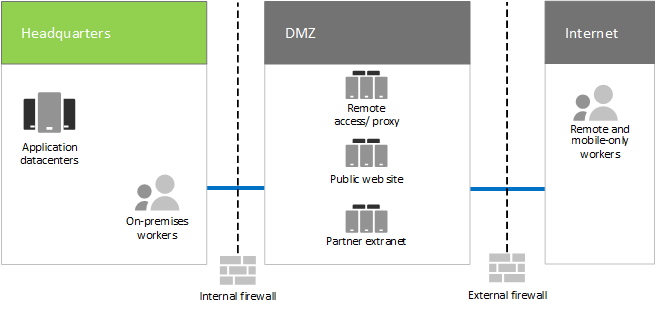 Headquarters
DMZ
Internet
Application
datacenters
On-premises
workers
Remote
access/ proxy
Public web site
Partner extranet
Remote and
mobile-only
workers
Internal firewall
External firewall